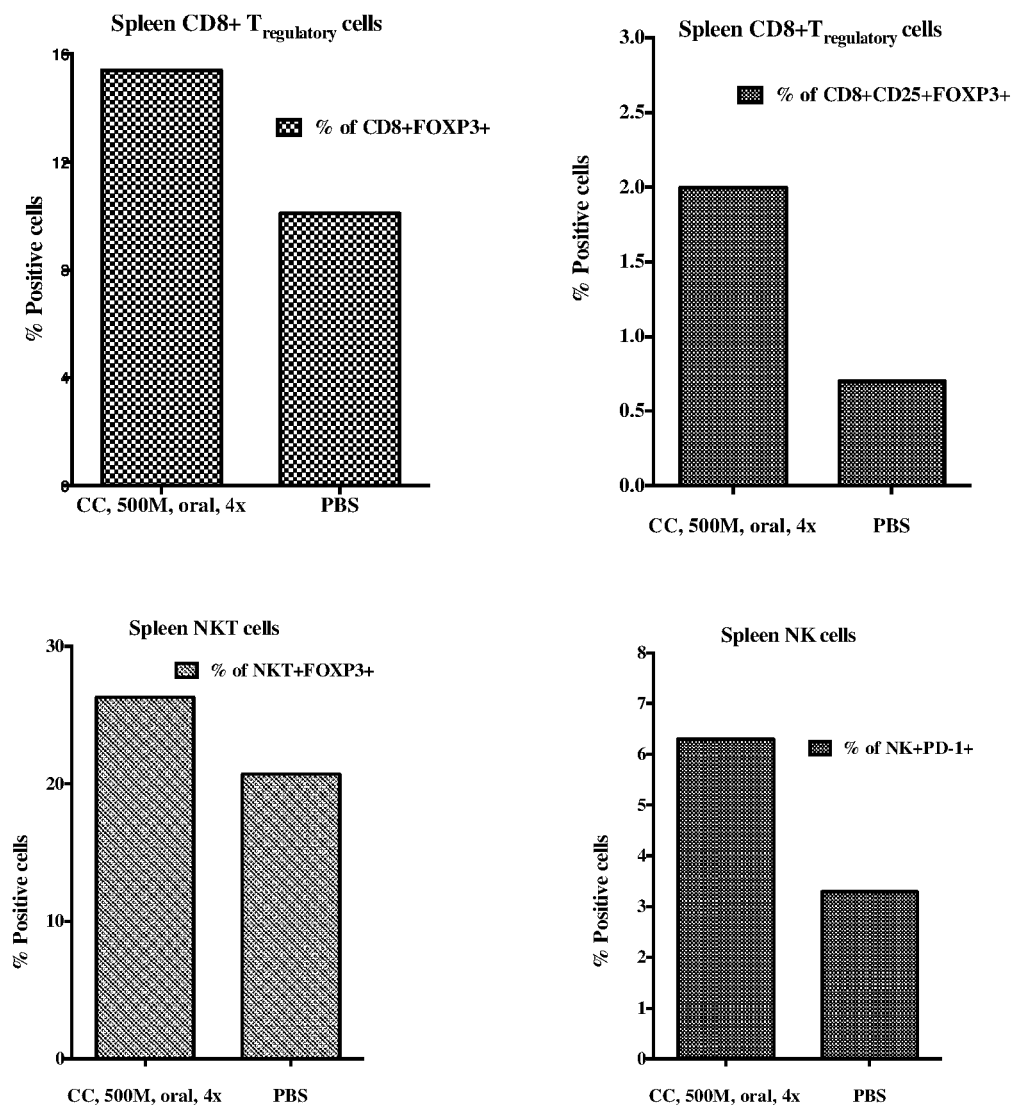 Spleen CD8+ Tregulatory cells
16
12
8
4
0
% Positive cells
% of CD8+FOXP3+
CC, 500M, oral, 4x PBS
Spleen CD8+Tregulatory cells
3.0
2.5
2.0
1.5
1.0
0.5
0.0
% Positive cells
% of CD8+CD25+FOXP3+
CC, 500M, oral, 4x PBS
Spleen NKT cells
30
20
10
0
% Positive cells
% of NKT+FOXP3+
CC, 500M, oral, 4x PBS
Spleen NK cells
8
7
6
5
4
3
2
1
0
% Positive cells
% of NK+PD-1+
CC, 500M, oral, 4x PBS